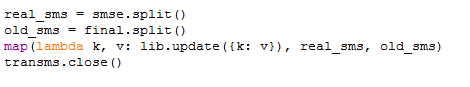 real_sms = smse.split()
old_sms = final.split()
map(lambda k, v: lib.update({k: v}), real_sms, old_sms)
transms.close()